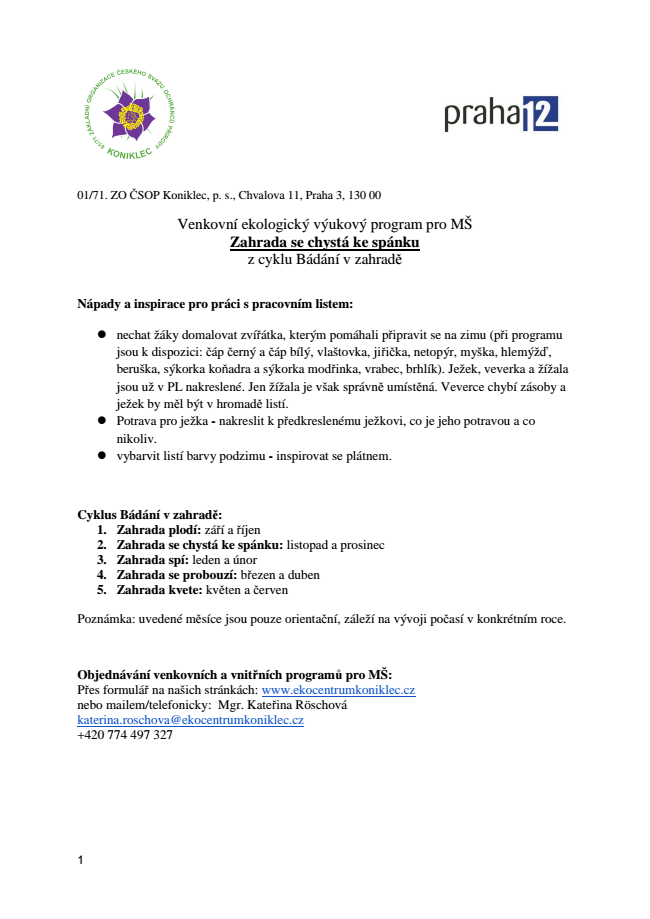 01/71 ZÁKLADNÍ ORGANIZACE ČESKÉHO SVAZU OCHRÁNCŮ PŘÍRODY
KONIKLEC
praha12
01/71. ZO ČSOP Koniklec, p. s., Chvalova 11, Praha 3, 130 00
Venkovní ekologický výukový program pro MŠ
Zahrada se chystá ke spánku
z cyklu Bádání v zahradě
Nápady a inspirace pro práci s pracovním listem:
● nechat žáky domalovat zvířátka, kterým pomáhali připravit se na zimu (při programu
jsou k dispozici: čáp černý a čáp bílý, vlaštovka, jiřička, netopýr, myška, hlemýžď,
beruška, sýkorka koňadra a sýkorka modřinka, vrabec, brhlík). Ježek, veverka a žížala
jsou už v PL nakreslené. Jen žížala je však správně umístěná. Veverce chybí zásoby a
ježek by měl být v hromadě listí.
● Potrava pro ježka - nakreslit k předkreslenému ježkovi, co je jeho potravou a co
nikoliv.
● vybarvit listí barvy podzimu - inspirovat se plátnem.
Cyklus Bádání v zahradě:
1. Zahrada plodí: září a říjen
2. Zahrada se chystá ke spánku: listopad a prosinec
3. Zahrada spí: leden a únor
4. Zahrada se probouzí: březen a duben
5. Zahrada kvete: květen a červen
Poznámka: uvedené měsíce jsou pouze orientační, záleží na vývoji počasí v konkrétním roce.
Objednávání venkovních a vnitřních programů pro MŠ:
Přes formulář na našich stránkách: www.ekocentrumkoniklec.cz
nebo mailem/telefonicky: Mgr. Kateřina Röschová
katerina.roschova@ekocentrumkoniklec.cz
+420 774 497 327
1